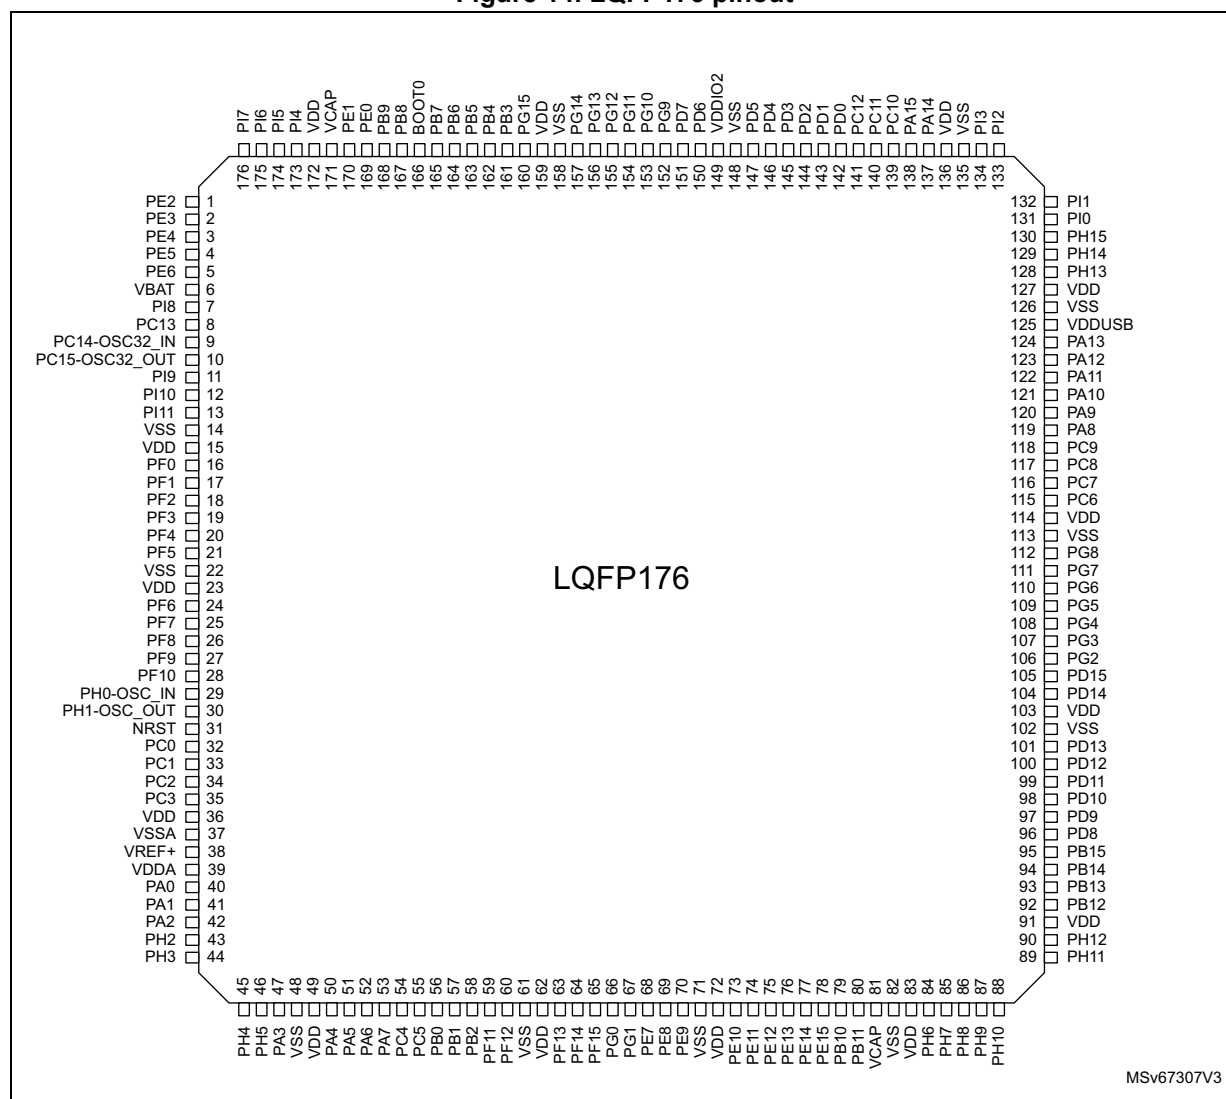 LQFP176
PI7 176
PI6 175
PI5 174
PI4 173
VDD 172
VCAP 171
PE1 170
PE0 169
PB9 168
PB8 167
BOOT0 166
PB7 165
PB6 164
PB5 163
PB4 162
PB3 161
PG15 160
VDD 159
VSS 158
PG14 157
PG13 156
PG12 155
PG11 154
PG10 153
PG9 152
PD7 151
PD6 150
VDDIO2 149
VSS 148
PD5 147
PD4 146
PD3 145
PD2 144
PD1 143
PD0 142
PC12 141
PC11 140
PC10 139
PA15 138
PA14 137
VDD 136
VSS 135
PI3 134
PI2 133
PE2 1
PE3 2
PE4 3
PE5 4
PE6 5
VBAT 6
PI8 7
PC13 8
PC14-OSC32_IN 9
PC15-OSC32_OUT 10
PI9 11
PI10 12
PI11 13
VSS 14
VDD 15
PF0 16
PF1 17
PF2 18
PF3 19
PF4 20
PF5 21
VSS 22
VDD 23
PF6 24
PF7 25
PF8 26
PF9 27
PF10 28
PH0-OSC_IN 29
PH1-OSC_OUT 30
NRST 31
PC0 32
PC1 33
PC2 34
PC3 35
VDD 36
VSSA 37
VREF+ 38
VDDA 39
PA0 40
PA1 41
PA2 42
PH2 43
PH3 44
132 PI1
131 PI0
130 PH15
129 PH14
128 PH13
127 VDD
126 VSS
125 VDDUSB
124 PA13
123 PA12
122 PA11
121 PA10
120 PA9
119 PA8
118 PC9
117 PC8
116 PC7
115 PC6
114 VDD
113 VSS
112 PG8
111 PG7
110 PG6
109 PG5
108 PG4
107 PG3
106 PG2
105 PD15
104 PD14
103 VDD
102 VSS
101 PD13
100 PD12
99 PD11
98 PD10
97 PD9
96 PD8
95 PB15
94 PB14
93 PB13
92 PB12
91 VDD
90 PH12
89 PH11
45 PH4
46 PH5
47 PA3
48 VSS
49 VDD
50 PA4
51 PA5
52 PA6
53 PA7
54 PC4
55 PC5
56 PB0
57 PB1
58 PB2
59 PF11
60 PF12
61 VSS
62 VDD
63 PF13
64 PF14
65 PF15
66 PG0
67 PG1
68 PE7
69 PE8
70 PE9
71 VSS
72 VDD
73 PE10
74 PE11
75 PE12
76 PE13
77 PE14
78 PE15
79 PB10
80 PB11
81 VCAP
82 VSS
83 VDD
84 PH6
85 PH7
86 PH8
87 PH9
88 PH10
MSv67307V3